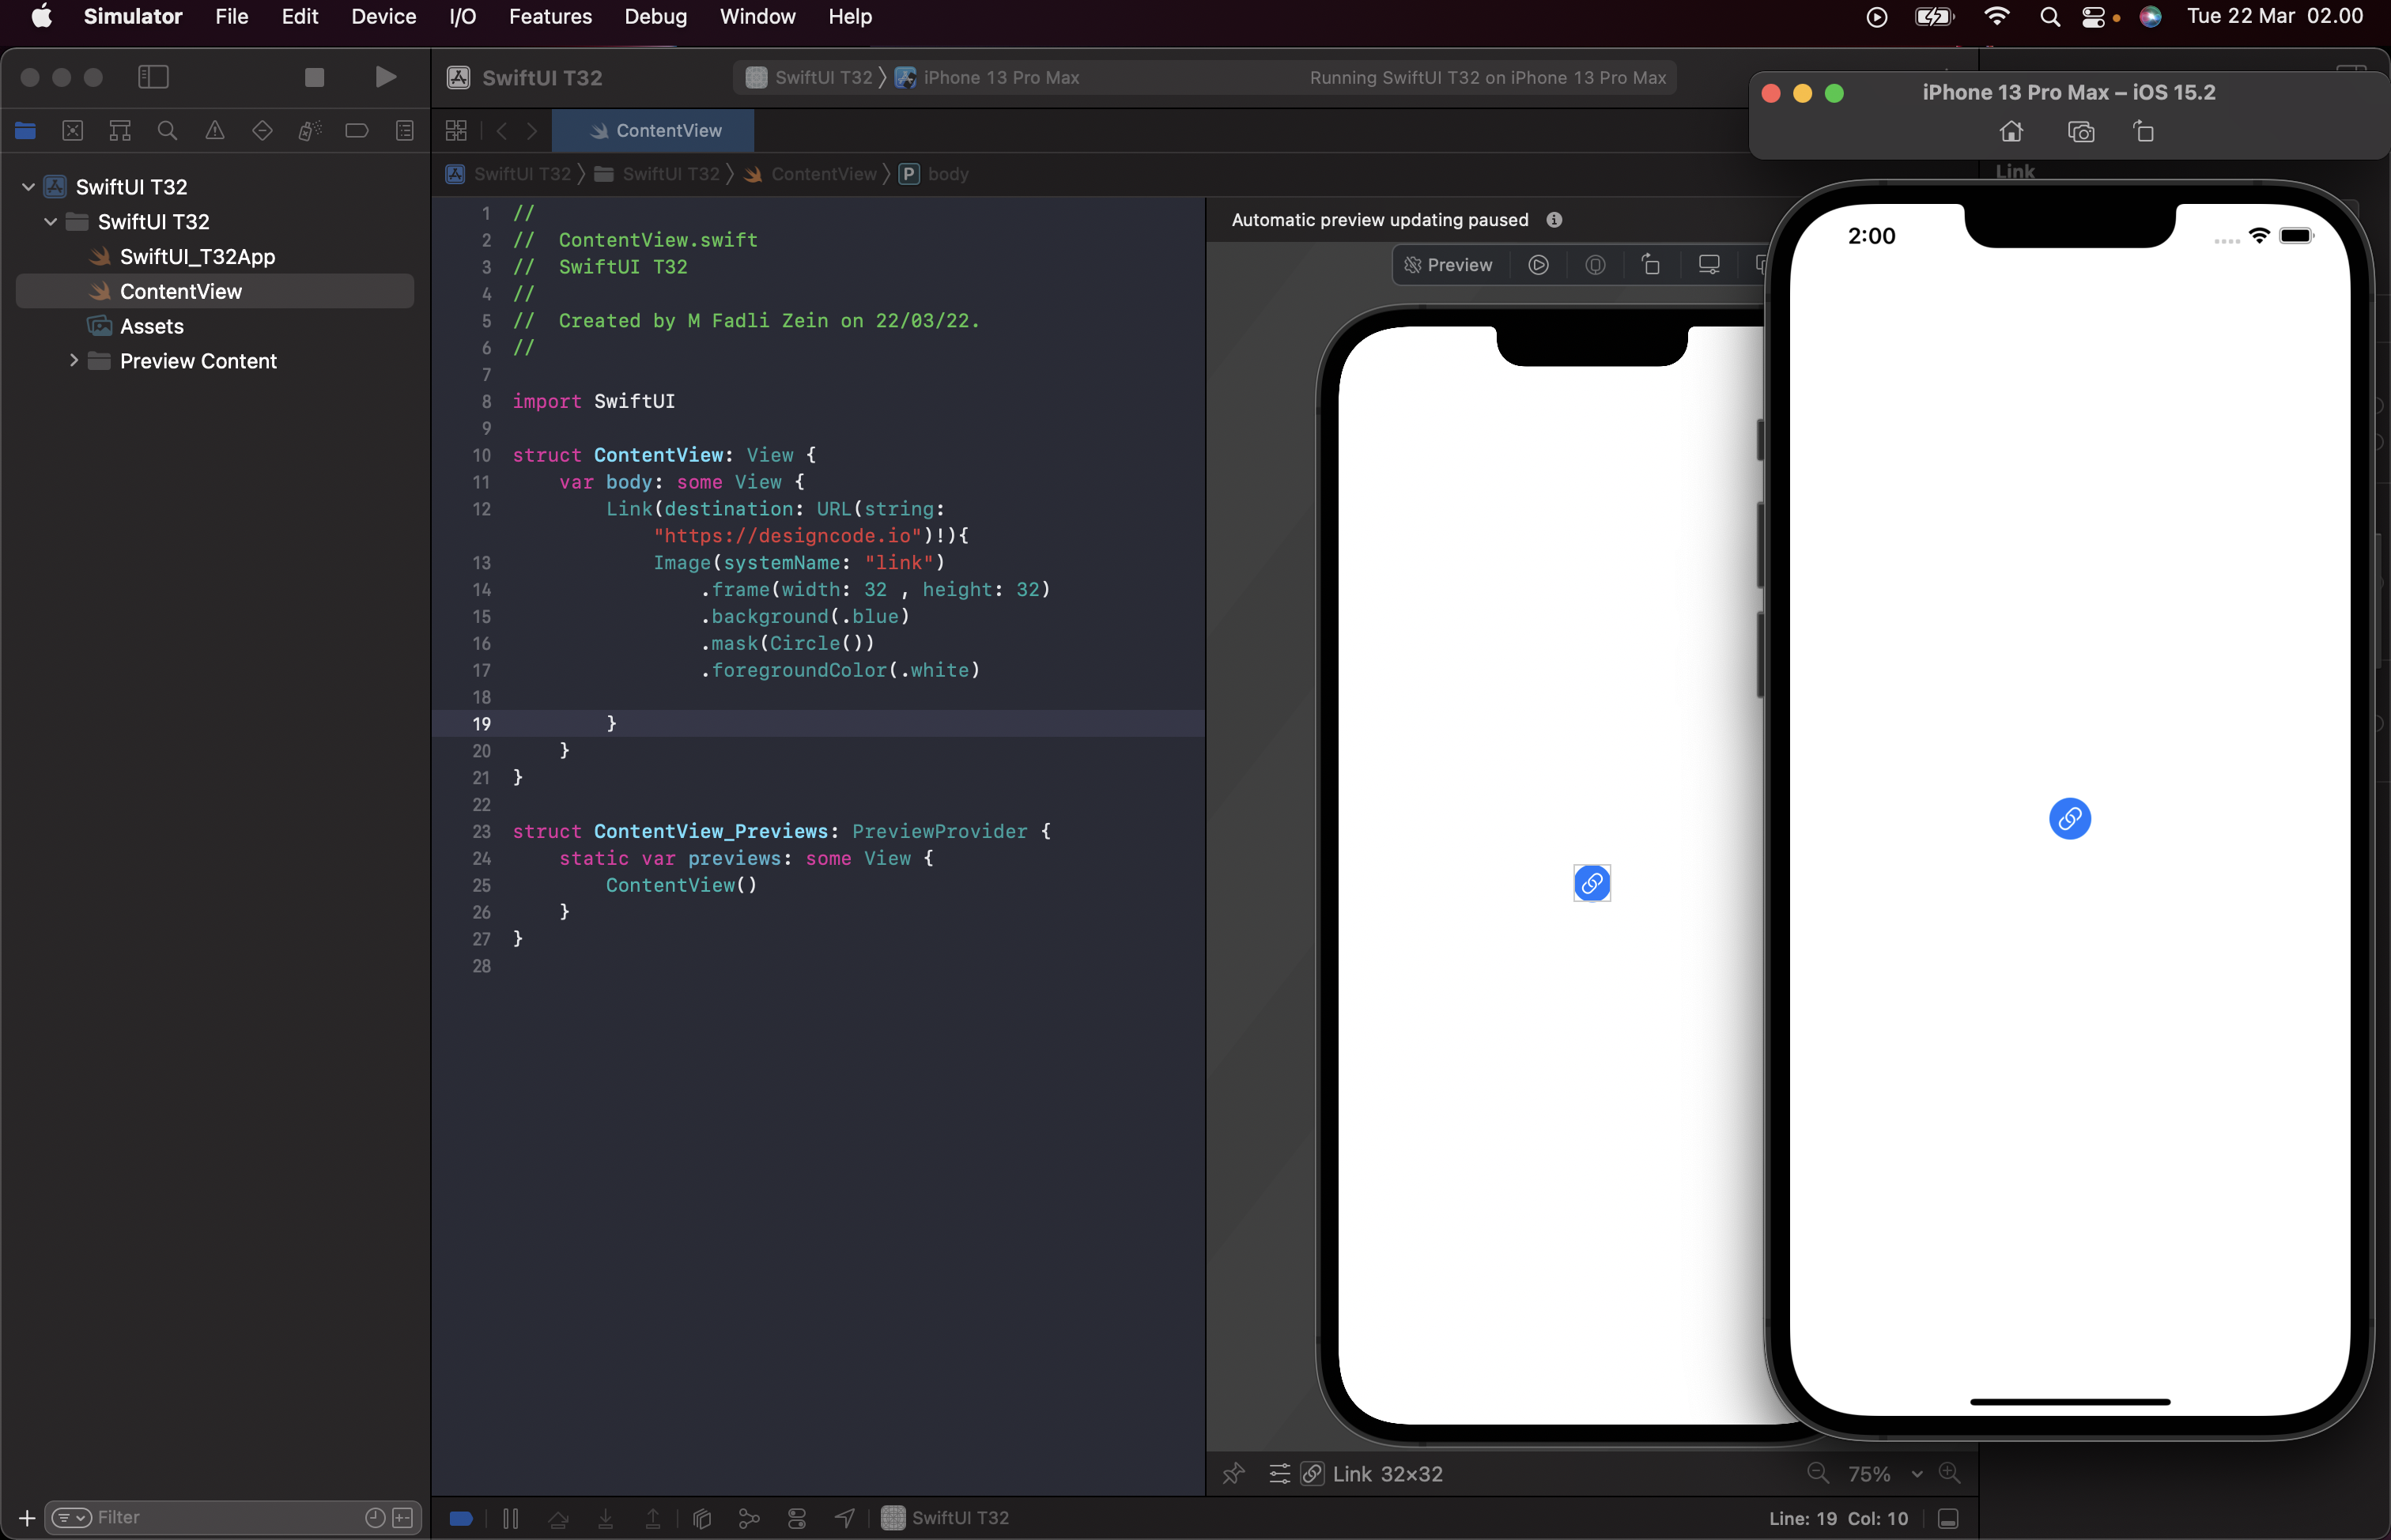 Simulator File Edit Device I/O Features Debug Window Help Tue 22 Mar 02.00
SwiftUI T32 SwiftUI T32 iPhone 13 Pro Max Running SwiftUI T32 on iPhone 13 Pro Max
iPhone 13 Pro Max – iOS 15.2
ContentView
SwiftUI T32 SwiftUI T32 ContentView P body
Link
SwiftUI T32
SwiftUI T32
SwiftUI_T32App
ContentView
Assets
Preview Content
1 //
2 // ContentView.swift
3 // SwiftUI T32
4 //
5 // Created by M Fadli Zein on 22/03/22.
6 //
7
8 import SwiftUI
9
10 struct ContentView: View {
11 var body: some View {
12 Link(destination: URL(string:
"https://designcode.io")!){
13 Image(systemName: "link")
14 .frame(width: 32 , height: 32)
15 .background(.blue)
16 .mask(Circle())
17 .foregroundColor(.white)
18
19 }
20 }
21 }
22
23 struct ContentView_Previews: PreviewProvider {
24 static var previews: some View {
25 ContentView()
26 }
27 }
28
Automatic preview updating paused
Preview
2:00
Link 32×32 75%
Filter
SwiftUI T32
Line: 19 Col: 10